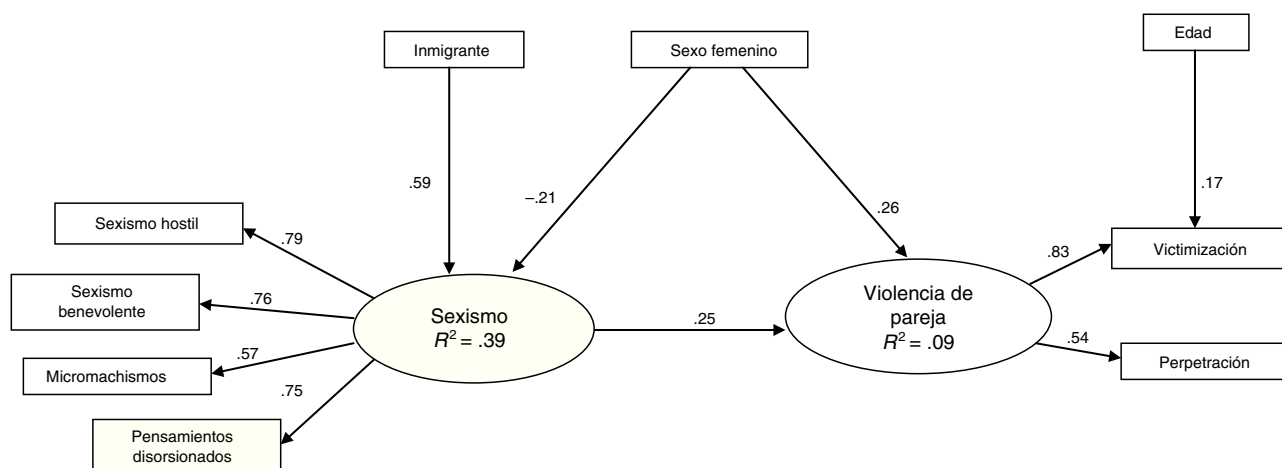 Inmigrante
Sexo femenino
Edad
.59
–.21
.26
.17
Sexismo hostil
.79
Victimización
.83
Sexismo
benevolente
.76
Sexismo
R² = .39
.25
Violencia de
pareja
R² = .09
.54
Perpetración
Micromachismos
.57
.75
Pensamientos
disorsionados